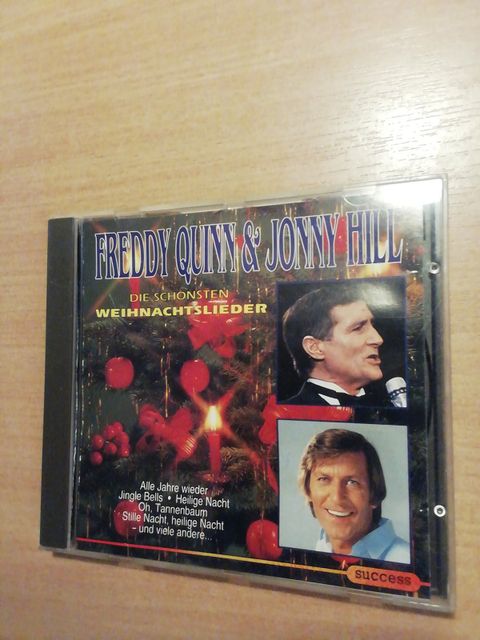 FREDDY QUINN & JONNY HILL
DIE SCHÖNSTEN
WEIHNACHTSLIEDER
Alle Jahre wieder
Jingle Bells • Heilige Nacht
Oh, Tannenbaum
Stille Nacht, heilige Nacht
- und viele andere...
success